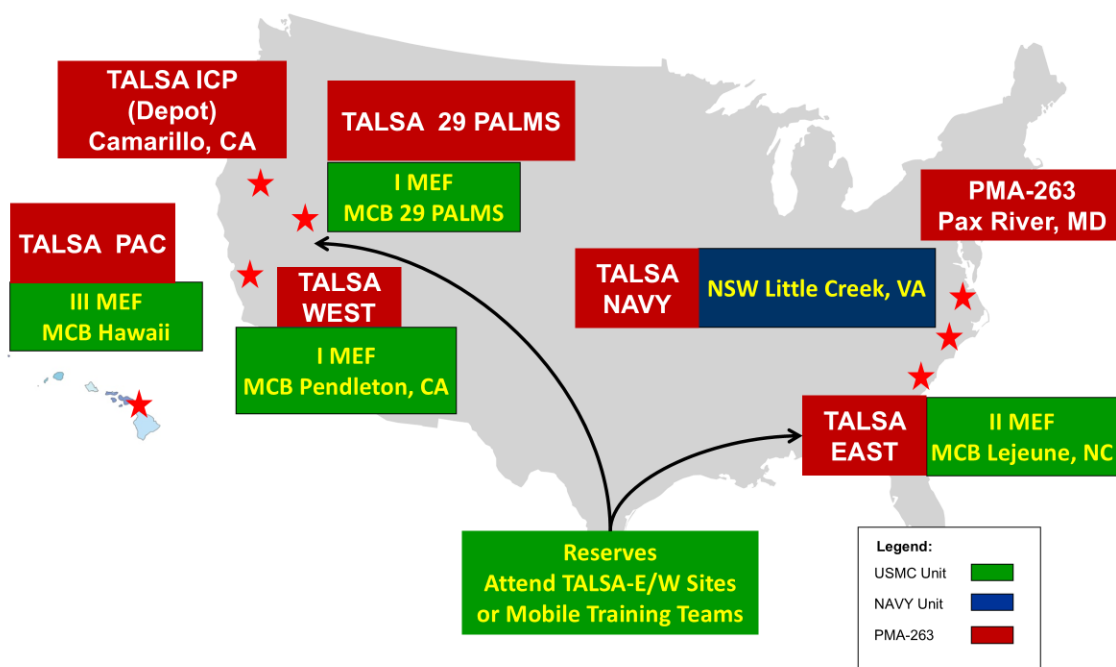 TALSA ICP
(Depot)
Camarillo, CA
TALSA 29 PALMS
I MEF
MCB 29 PALMS
PMA-263
Pax River, MD
TALSA PAC
III MEF
MCB Hawaii
TALSA
WEST
I MEF
MCB Pendleton, CA
TALSA
NAVY
NSW Little Creek, VA
TALSA
EAST
II MEF
MCB Lejeune, NC
Reserves
Attend TALSA-E/W Sites
or Mobile Training Teams
Legend:
USMC Unit
NAVY Unit
PMA-263